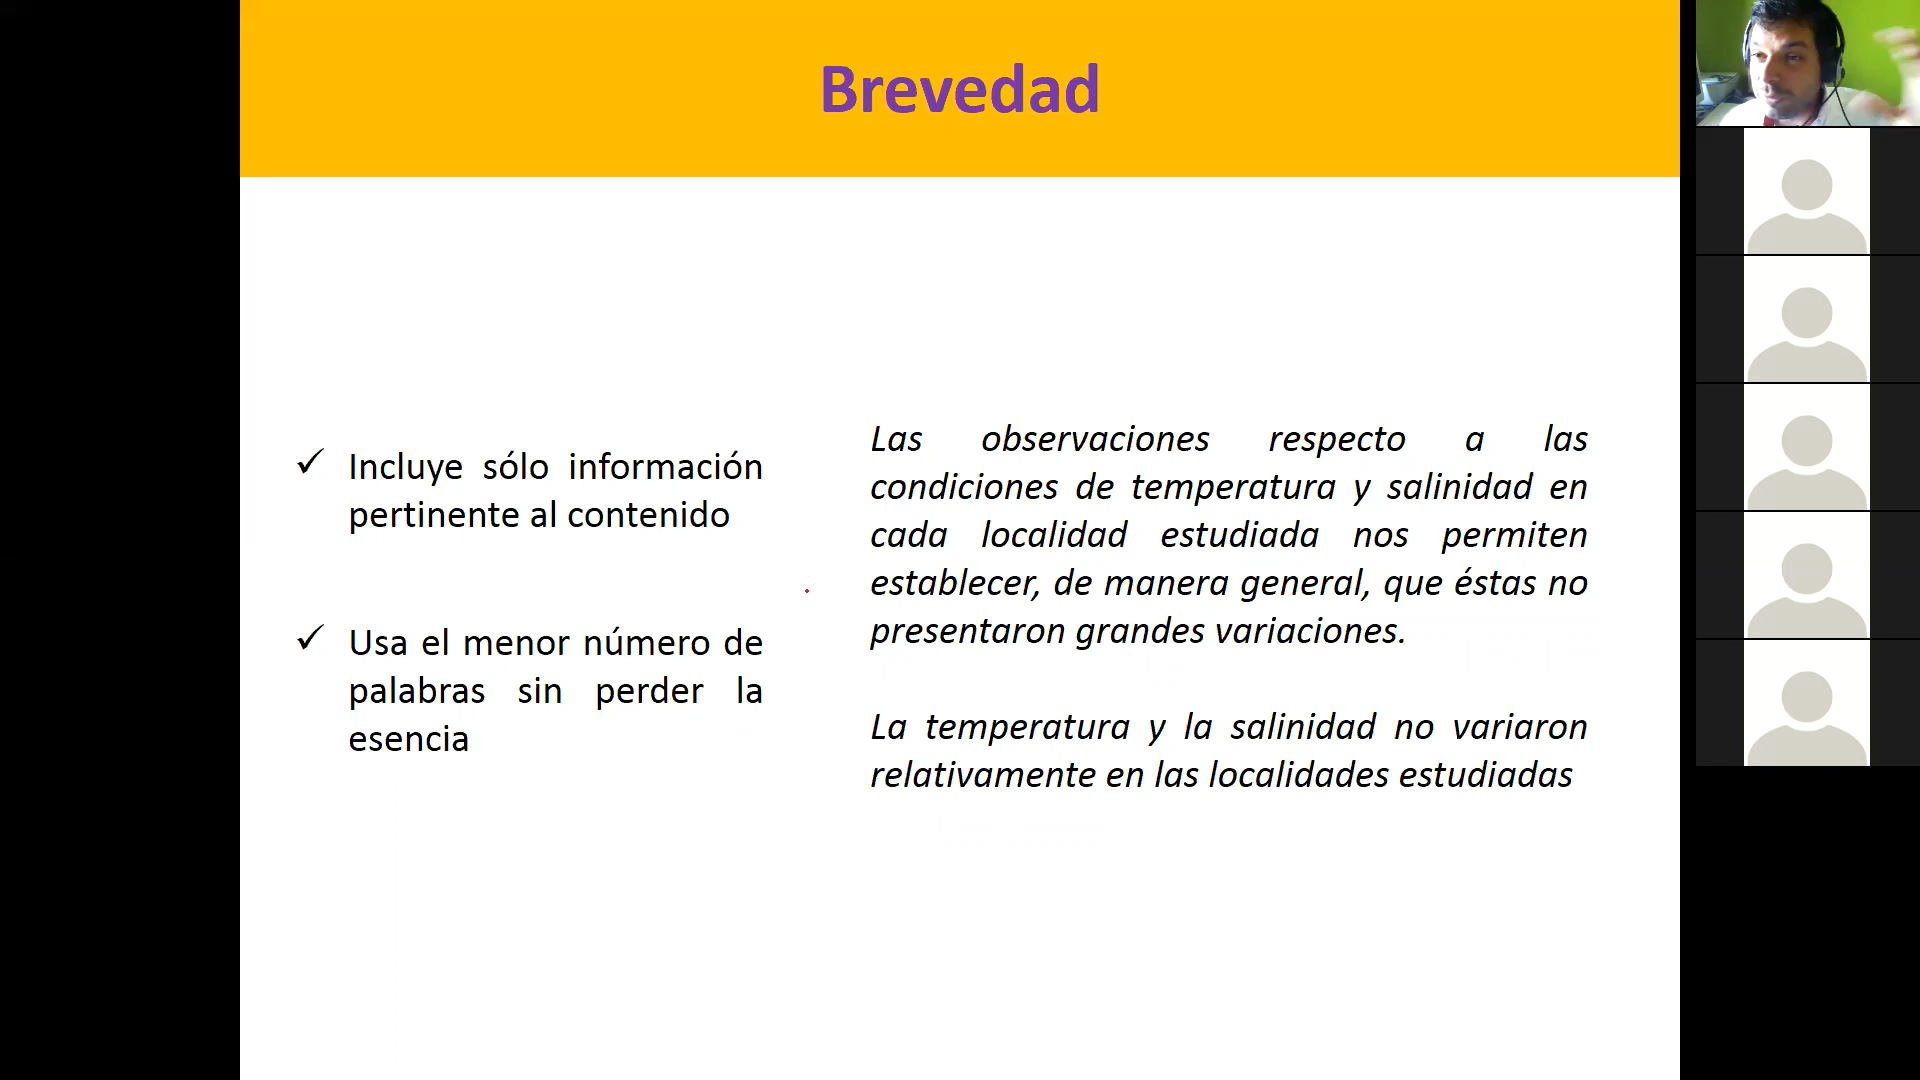 Brevedad
Incluye sólo información
pertinente al contenido
Usa el menor número de
palabras sin perder la
esencia
Las observaciones respecto a las
condiciones de temperatura y salinidad en
cada localidad estudiada nos permiten
establecer, de manera general, que éstas no
presentaron grandes variaciones.
La temperatura y la salinidad no variaron
relativamente en las localidades estudiadas